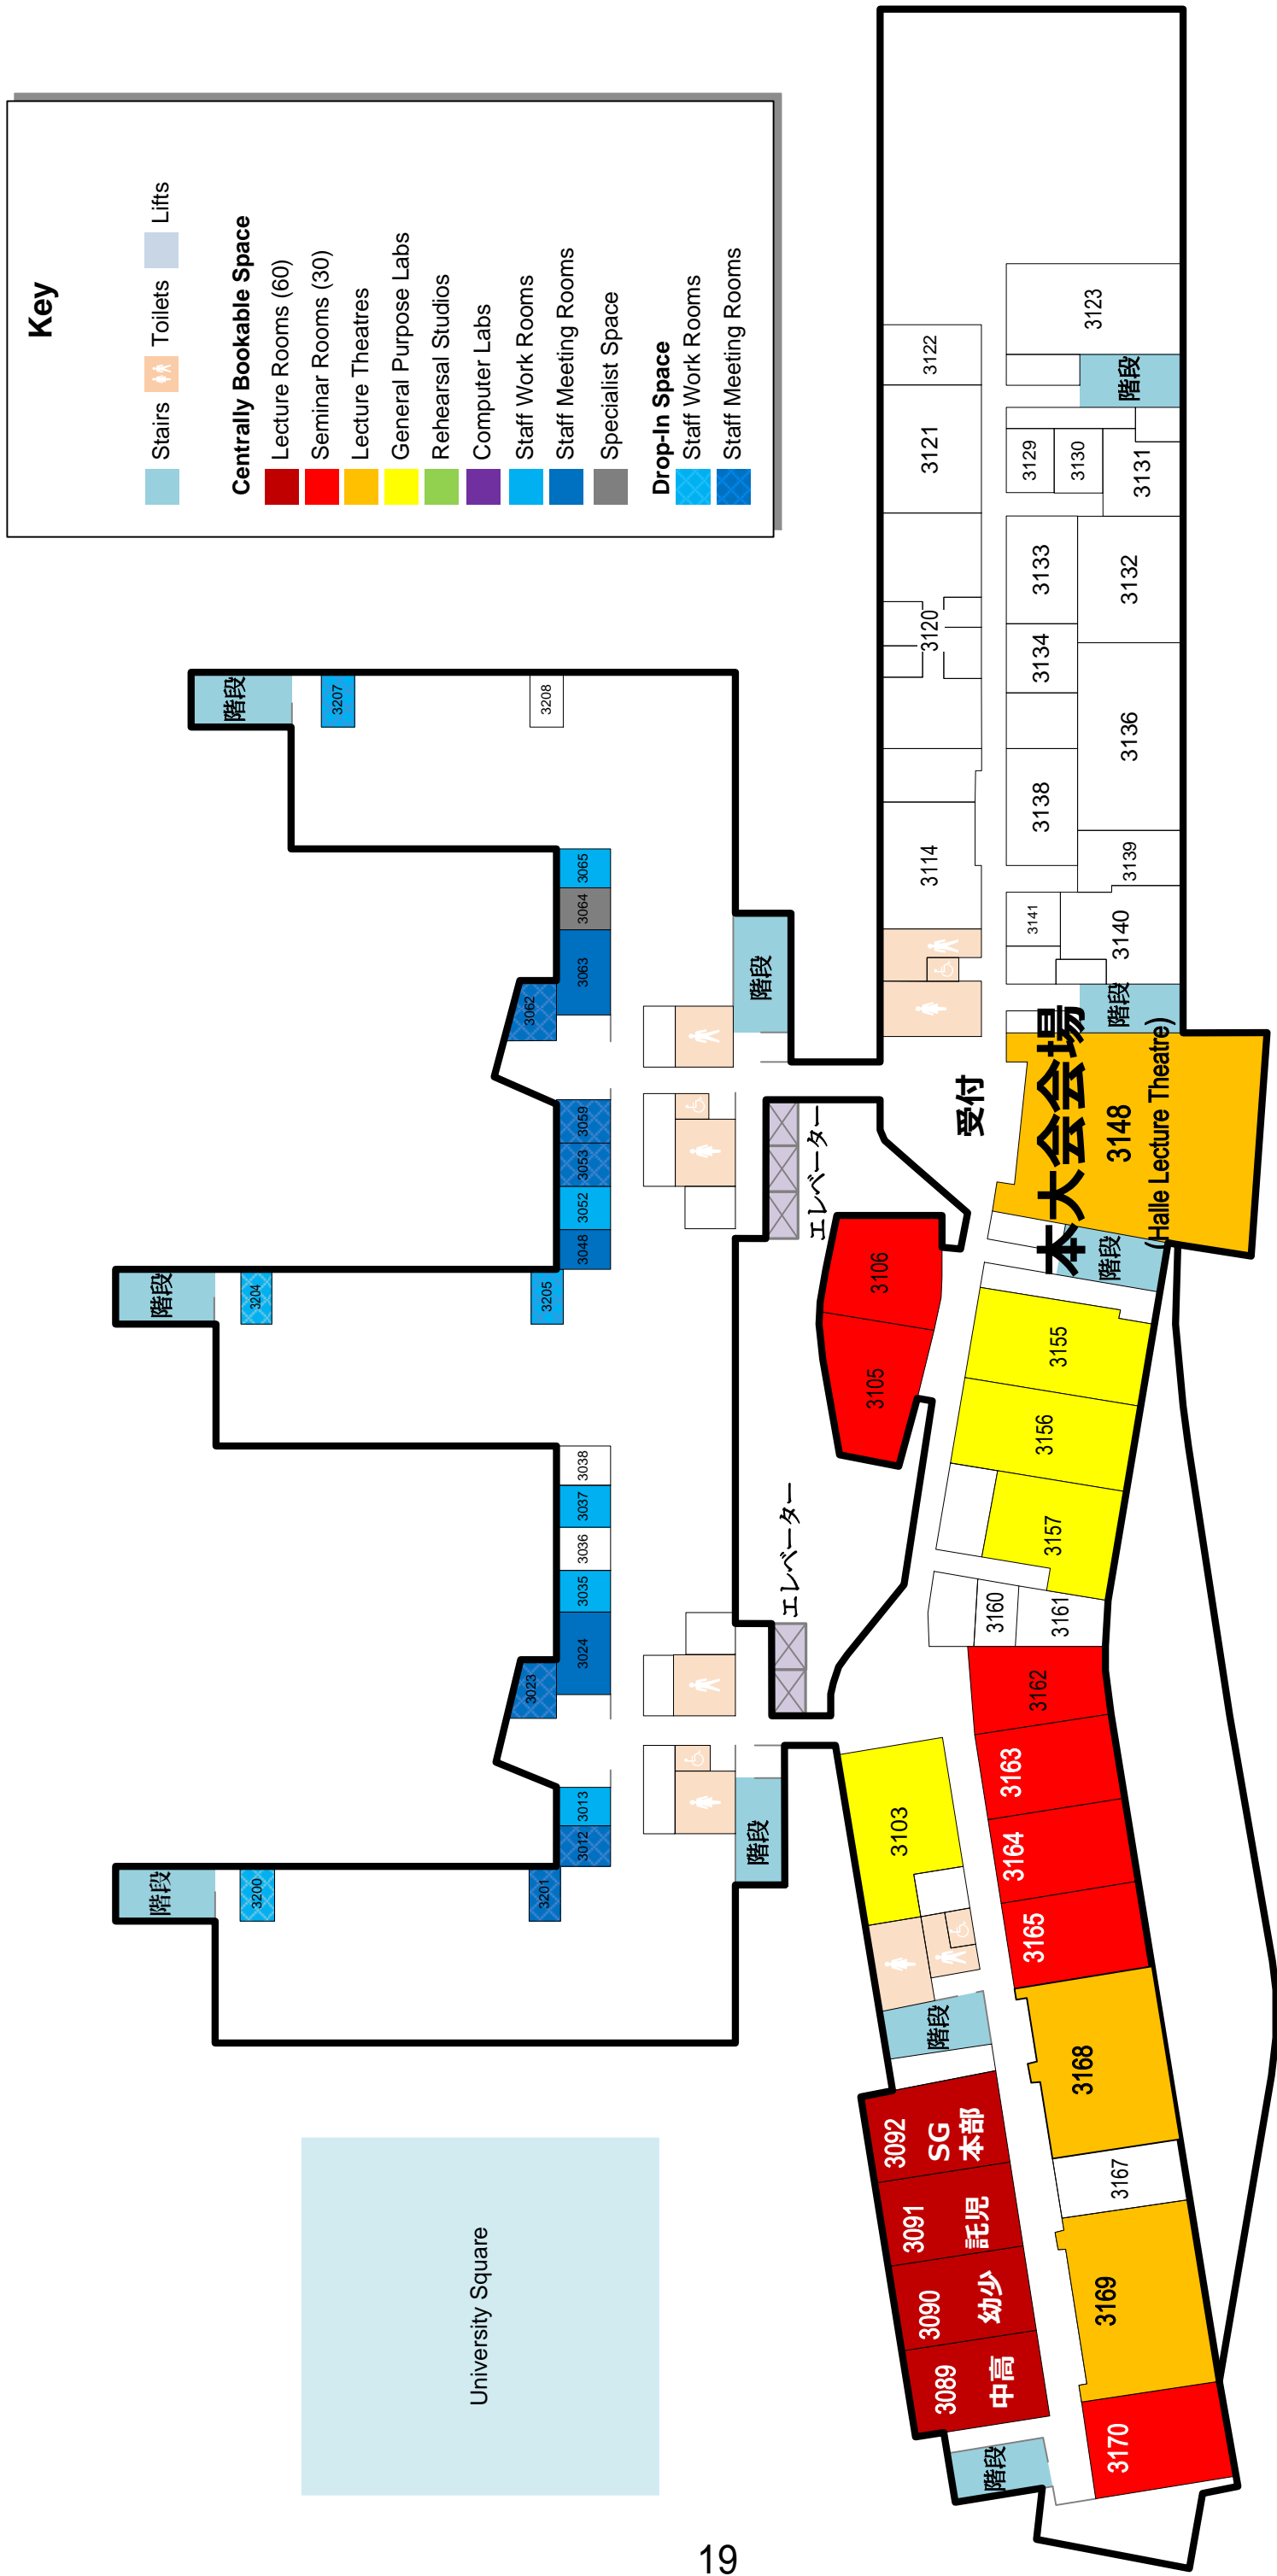 Key
Stairs
Toilets
Lifts
Centrally Bookable Space
Lecture Rooms (60)
Seminar Rooms (30)
Lecture Theatres
General Purpose Labs
Rehearsal Studios
Computer Labs
Staff Work Rooms
Staff Meeting Rooms
Specialist Space
Drop-In Space
Staff Work Rooms
Staff Meeting Rooms
階段
3200
3201
階段
3204
3205
階段
3207
3208
3012
3013
3023
3024
3035
3036
3037
3038
3048
3052
3053
3059
3062
3063
3064
3065
階段
階段
エレベーター
エレベーター
University Square
3105
3106
受付
3114
3120
3121
3122
3123
階段
3129
3130
3131
3133
3132
3134
3136
3138
3139
3141
3140
階段
本大会会場
3148
(Halle Lecture Theatre)
階段
3155
3156
3157
3160
3161
3162
3163
3164
3165
3103
階段
3168
3167
3169
3170
3092
SG
本部
3091
託児
3090
幼少
3089
中高
階段
19